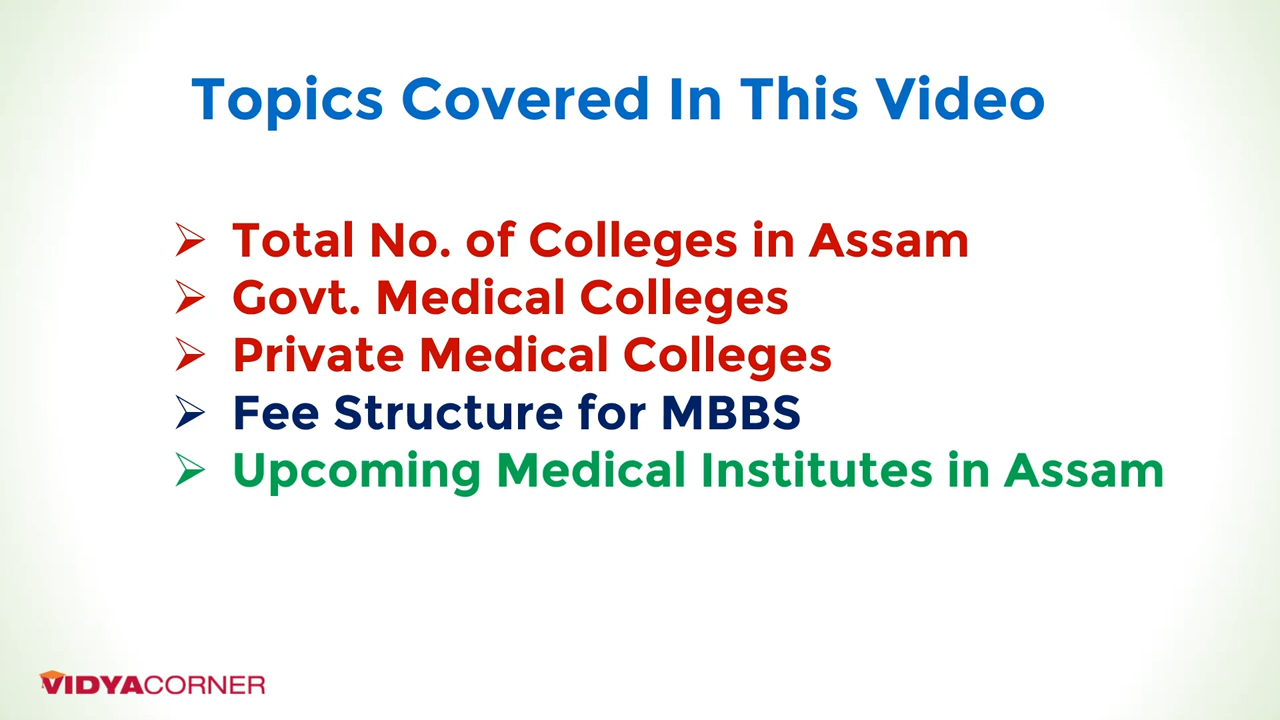 Topics Covered In This Video
➢ Total No. of Colleges in Assam
➢ Govt. Medical Colleges
➢ Private Medical Colleges
➢ Fee Structure for MBBS
➢ Upcoming Medical Institutes in Assam
VIDYACORNER